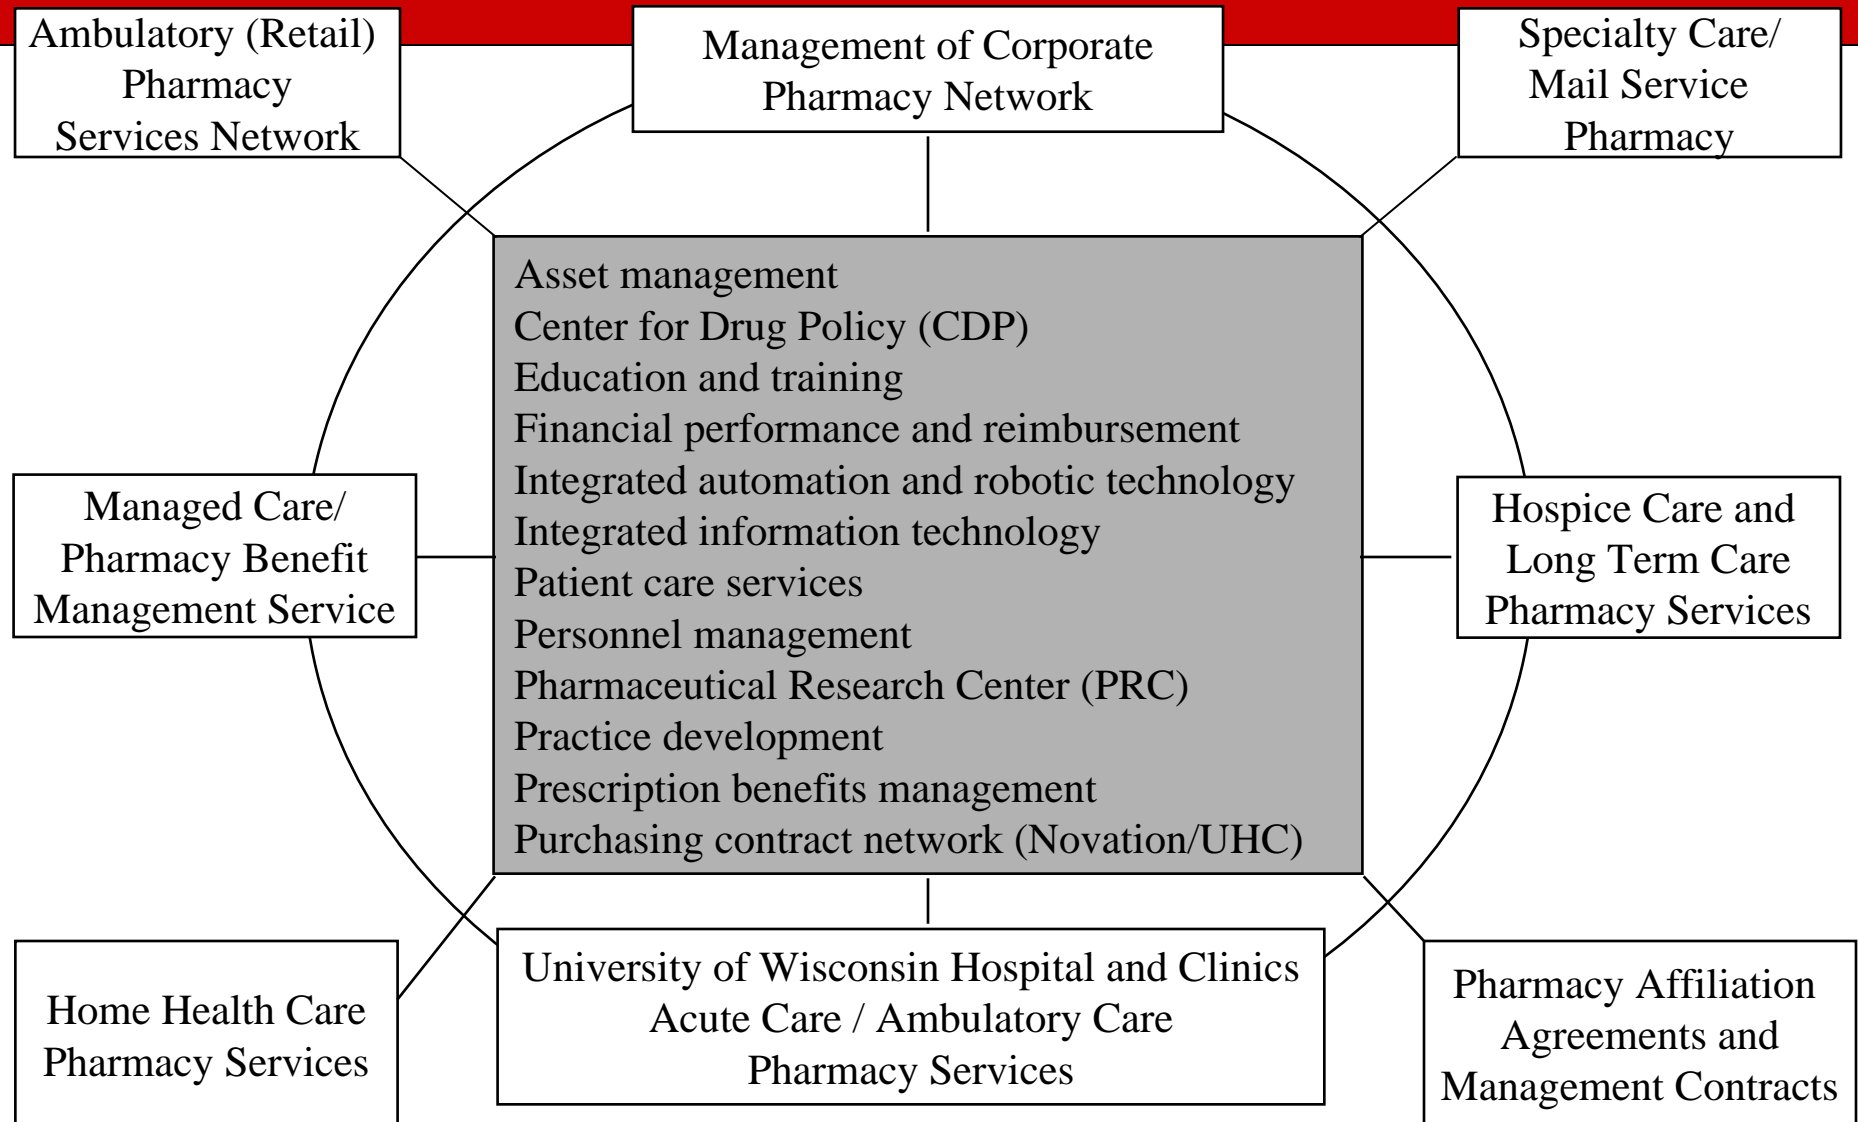 Ambulatory (Retail)
Pharmacy
Services Network
Management of Corporate
Pharmacy Network
Specialty Care/
Mail Service
Pharmacy
Asset management
Center for Drug Policy (CDP)
Education and training
Financial performance and reimbursement
Integrated automation and robotic technology
Integrated information technology
Patient care services
Personnel management
Pharmaceutical Research Center (PRC)
Practice development
Prescription benefits management
Purchasing contract network (Novation/UHC)
Managed Care/
Pharmacy Benefit
Management Service
Hospice Care and
Long Term Care
Pharmacy Services
Home Health Care
Pharmacy Services
University of Wisconsin Hospital and Clinics
Acute Care / Ambulatory Care
Pharmacy Services
Pharmacy Affiliation
Agreements and
Management Contracts